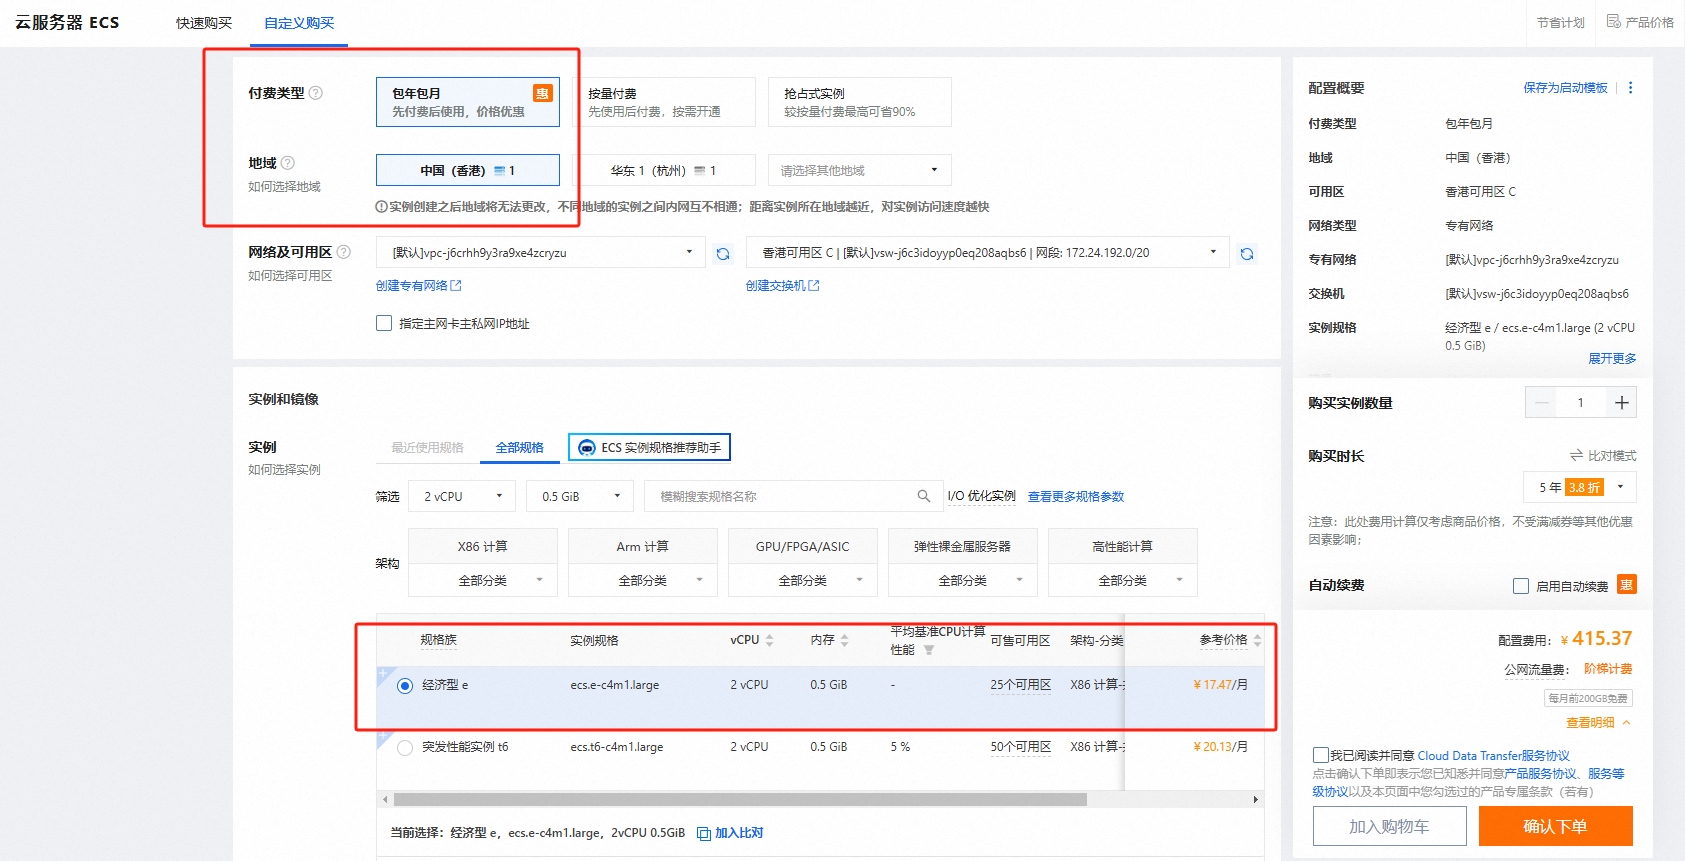 云服务器 ECS
快速购买
自定义购买
节省计划
产品价格
付费类型
包年包月
惠
先付费后使用，价格优惠
按量付费
先使用后付费，按需开通
抢占式实例
较按量付费最高可省90%
地域
如何选择地域
中国（香港） 1
华东 1（杭州） 1
请选择其他地域
实例创建之后地域将无法更改，不同地域的实例之间内网互不相通；距离实例所在地域越近，对实例访问速度越快
网络及可用区
如何选择可用区
[默认]vpc-j6crhh9y3ra9xe4zcryzu
香港可用区 C | [默认]vsw-j6c3idoyyp0eq208aqbs6 | 网段: 172.24.192.0/20
创建专有网络
创建交换机
指定主网卡主私网IP地址
实例和镜像
实例
如何选择实例
最近使用规格
全部规格
ECS 实例规格推荐助手
筛选
2 vCPU
0.5 GiB
模糊搜索规格名称
I/O 优化实例
查看更多规格参数
架构
X86 计算
Arm 计算
GPU/FPGA/ASIC
弹性裸金属服务器
高性能计算
全部分类
全部分类
全部分类
全部分类
全部分类
规格族
实例规格
vCPU
内存
平均基准CPU计算
性能
可售可用区
架构-分类
参考价格
经济型 e
ecs.e-c4m1.large
2 vCPU
0.5 GiB
-
25个可用区
X86 计算-
¥ 17.47/月
突发性能实例 t6
ecs.t6-c4m1.large
2 vCPU
0.5 GiB
5 %
50个可用区
X86 计算-
¥ 20.13/月
当前选择：经济型 e，ecs.e-c4m1.large，2vCPU 0.5GiB
加入比对
配置概要
保存为启动模板
付费类型
包年包月
地域
中国（香港）
可用区
香港可用区 C
网络类型
专有网络
专有网络
[默认]vpc-j6crhh9y3ra9xe4zcryzu
交换机
[默认]vsw-j6c3idoyyp0eq208aqbs6
实例规格
经济型 e / ecs.e-c4m1.large (2 vCPU
0.5 GiB)
展开更多
购买实例数量
1
购买时长
比对模式
5 年 3.8 折
注意：此处费用计算仅考虑商品价格，不受满减券等其他优惠
因素影响；
自动续费
启用自动续费
惠
配置费用：¥ 415.37
公网流量费：阶梯计费
每月前200GB免费
查看明细
我已阅读并同意 Cloud Data Transfer服务协议
点击确认下单即表示您已知悉并同意产品服务协议、服务等
级协议以及本页面中您勾选过的产品专属条款（若有）
加入购物车
确认下单